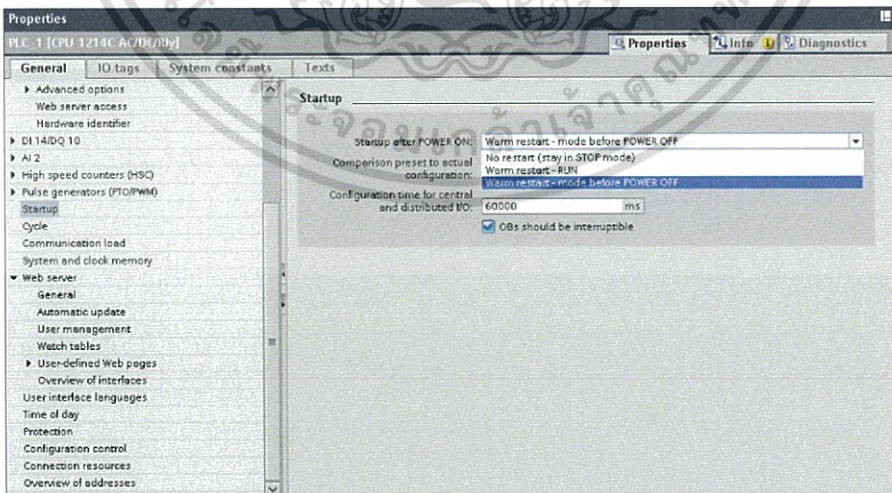 Properties
PLC_1 [CPU 1214C AC/DC/Rly]
Properties
Info
Diagnostics
General
IO tags
System constants
Texts
Advanced options
Web server access
Hardware identifier
DI 14/DQ 10
AI 2
High speed counters (HSC)
Pulse generators (PTO/PWM)
Startup
Cycle
Communication load
System and clock memory
Web server
General
Automatic update
User management
Watch tables
User-defined Web pages
Overview of interfaces
User interface languages
Time of day
Protection
Configuration control
Connection resources
Overview of addresses
Startup
Startup after POWER ON: Warm restart - mode before POWER OFF
No restart (stay in STOP mode)
Warm restart - RUN
Warm restart - mode before POWER OFF
Comparison preset to actual
configuration:
Configuration time for central
and distributed I/O: 60000 ms
OBs should be interruptible